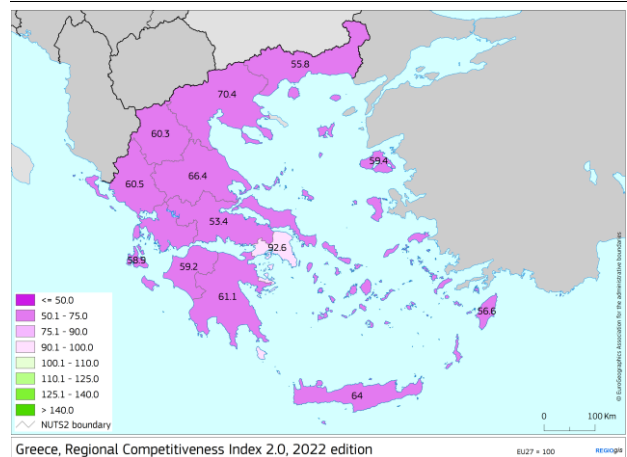 55.8
70.4
60.3
59.4
60.5
66.4
53.4
92.6
58.9
59.2
61.1
56.6
64
<= 50.0
50.1 - 75.0
75.1 - 90.0
90.1 - 100.0
100.1 - 110.0
110.1 - 125.0
125.1 - 140.0
> 140.0
NUTS2 boundary
0 100 Km
© EuroGeographics Association for the administrative boundaries
Greece, Regional Competitiveness Index 2.0, 2022 edition
EU27 = 100
REGIOgis